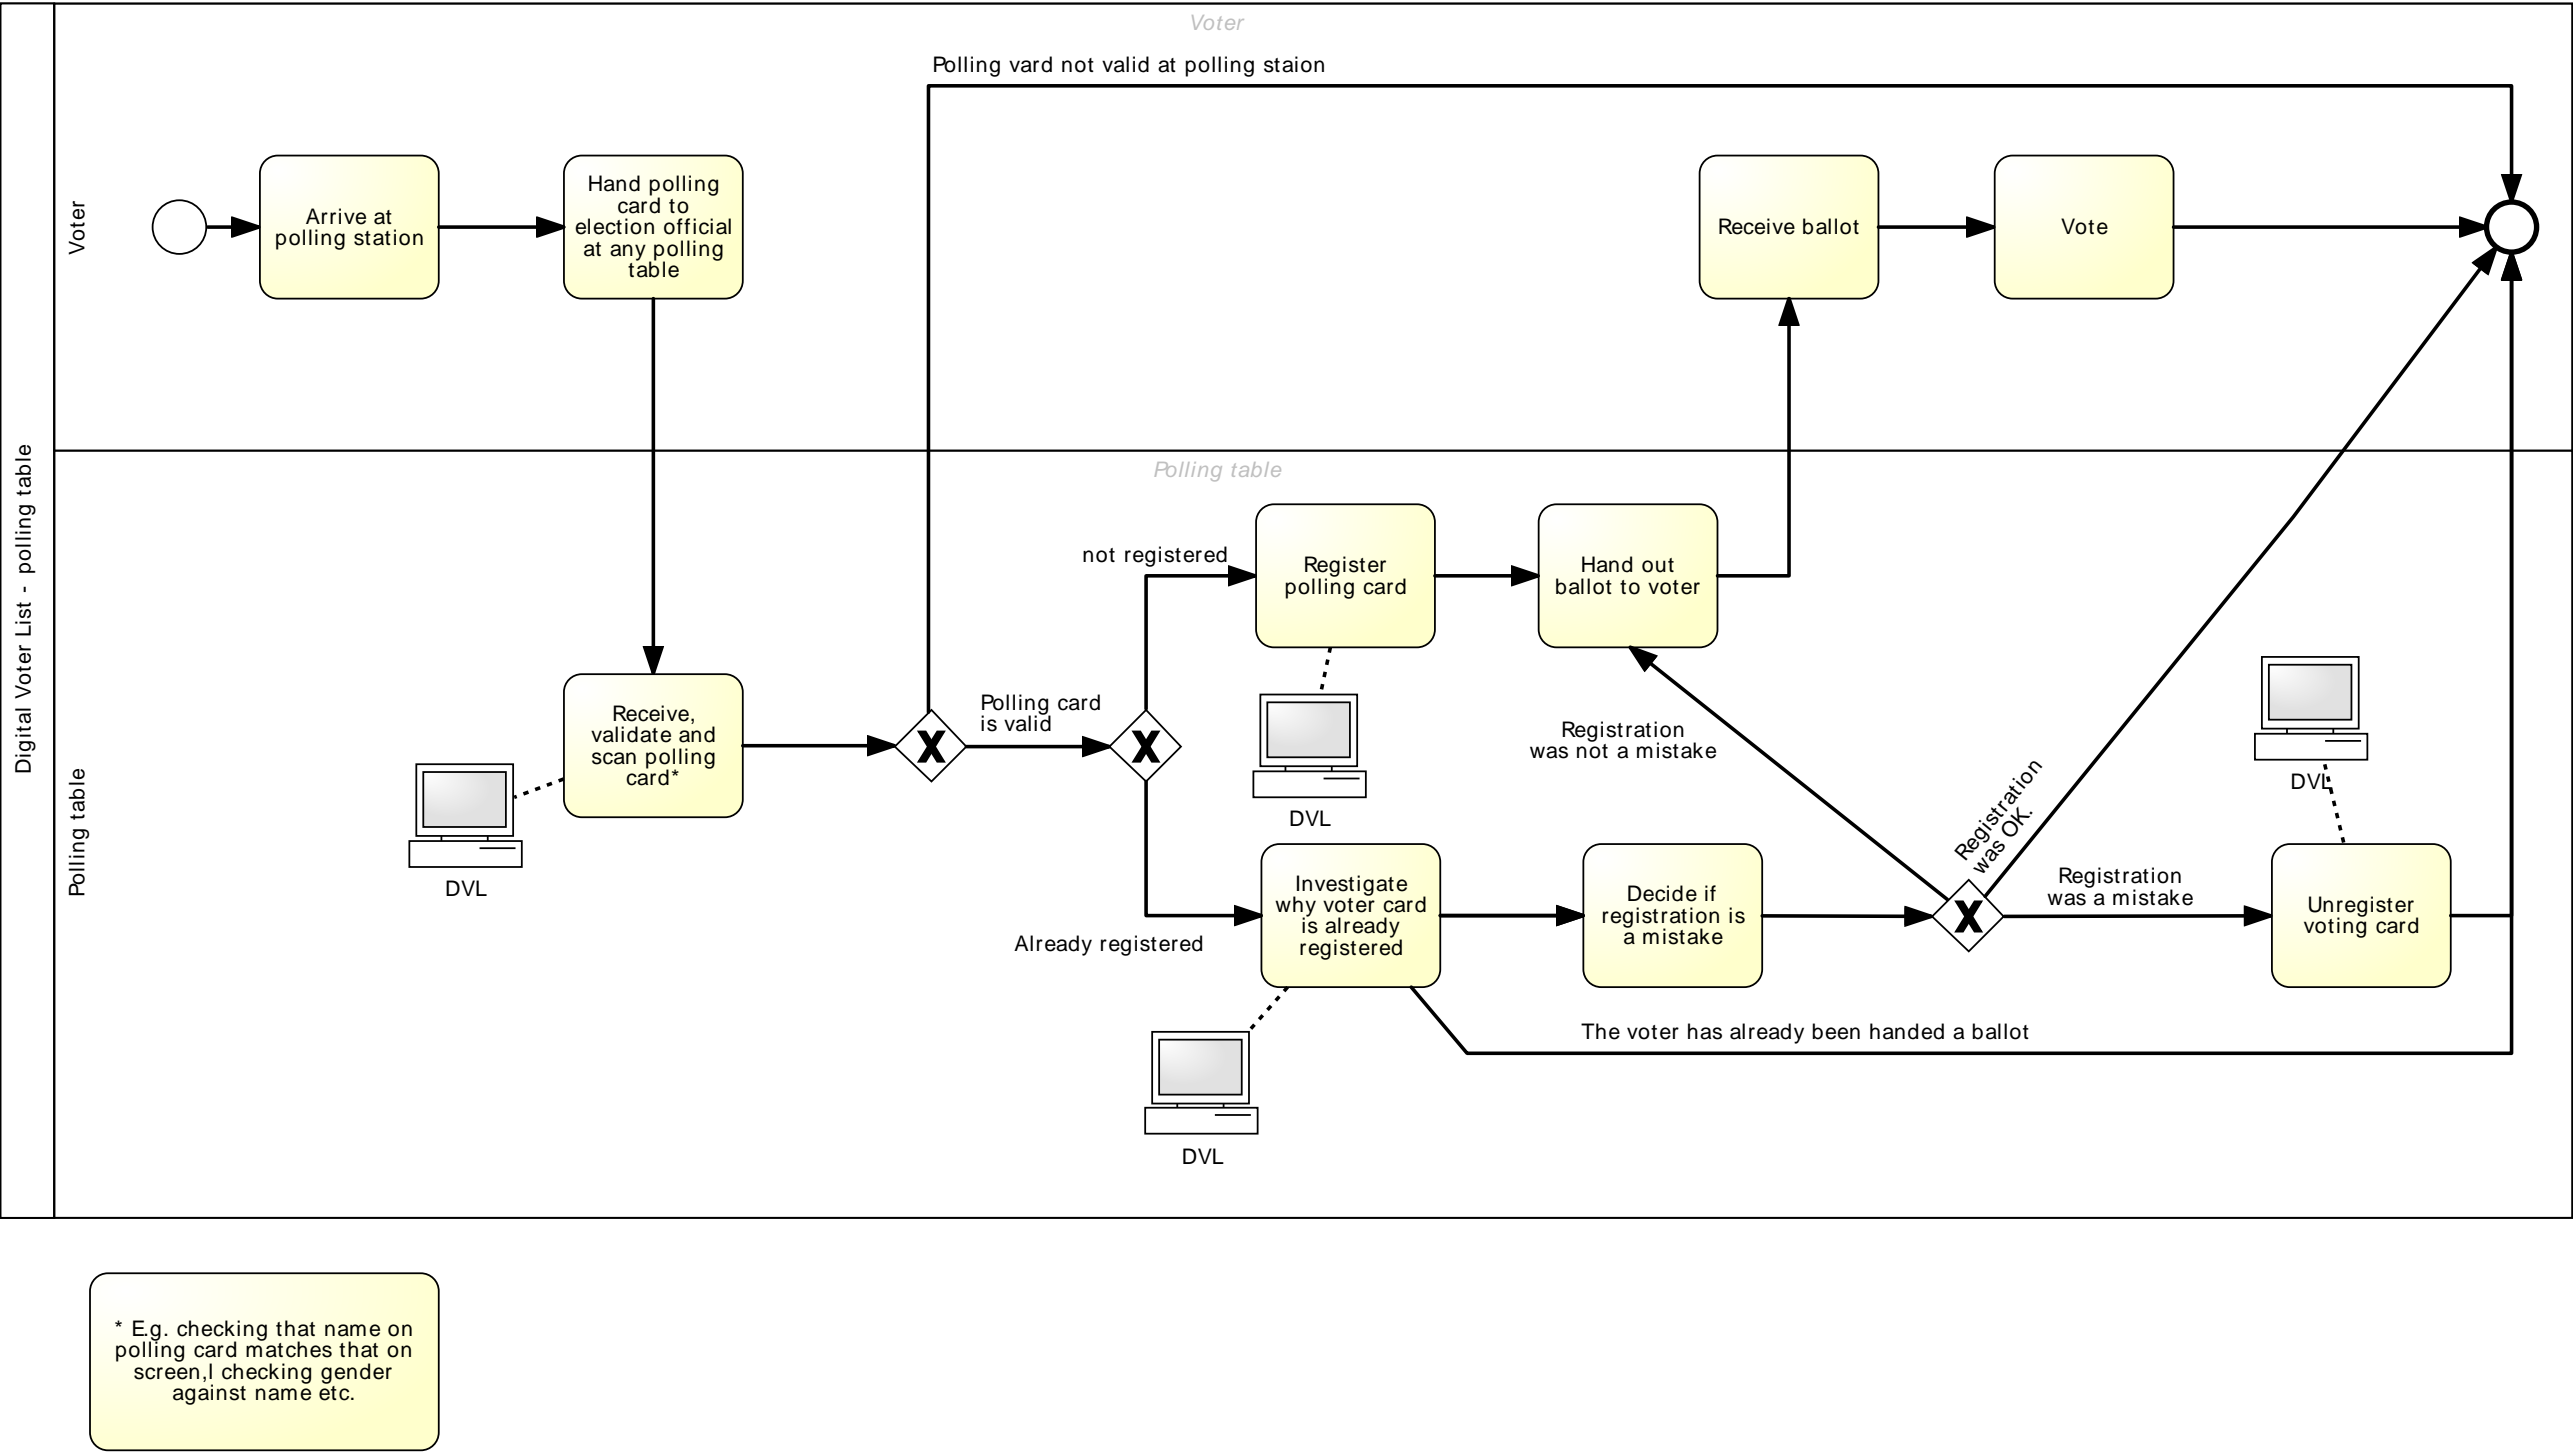 Voter
Polling vard not valid at polling staion
Voter
Arrive at
polling station
Hand polling
card to
election official
at any polling
table
Receive ballot
Vote
Digital Voter List - polling table
Polling table
Polling table
Receive,
validate and
scan polling
card*
DVL
Polling card
is valid
not registered
Register
polling card
DVL
Hand out
ballot to voter
Already registered
Investigate
why voter card
is already
registered
DVL
Decide if
registration is
a mistake
Registration
was not a mistake
Registration
was OK.
Registration
was a mistake
DVL
Unregister
voting card
The voter has already been handed a ballot
* E.g. checking that name on
polling card matches that on
screen,I checking gender
against name etc.